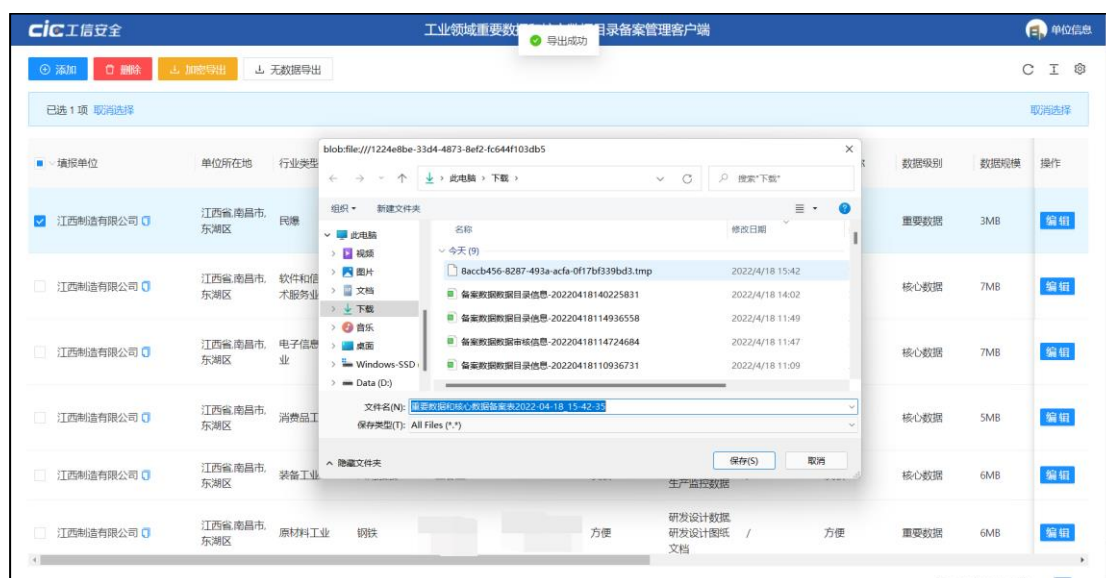 CIC工信安全
工业领域重要数 目录备案管理客户端
单位信息
导出成功
添加 删除 加密导出 无数据导出
已选 1 项 取消选择 取消选择
填报单位 单位所在地 行业类型 数据级别 数据规模 操作
江西制造有限公司 江西省,南昌市, 民爆 重要数据 3MB 编辑
东湖区
江西制造有限公司 江西省,南昌市, 软件和信 核心数据 7MB 编辑
东湖区 术服务业
江西制造有限公司 江西省,南昌市, 电子信息 核心数据 7MB 编辑
东湖区 业
江西制造有限公司 江西省,南昌市, 消费品工 核心数据 5MB 编辑
东湖区
江西制造有限公司 江西省,南昌市, 装备工业 核心数据 6MB 编辑
东湖区 生产监控数据
江西制造有限公司 江西省,南昌市, 原材料工业 钢铁 方便 研发设计数据, / 方便 重要数据 6MB 编辑
东湖区 研发设计图纸
文档
blob:file:///1224e8be-33d4-4873-8ef2-fc644f103db5
此电脑 › 下载 ›
搜索"下载"
组织 新建文件夹
此电脑
视频
图片
文档
下载
音乐
桌面
Windows-SSD
Data (D:)
名称 修改日期
今天 (9)
8accb456-8287-493a-acfa-0f17bf339bd3.tmp 2022/4/18 15:42
备案数据数据目录信息-20220418140225831 2022/4/18 14:02
备案数据数据目录信息-20220418114936558 2022/4/18 11:49
备案数据数据审核信息-20220418114724684 2022/4/18 11:47
备案数据数据目录信息-20220418110936731 2022/4/18 11:09
文件名(N): 重要数据和核心数据备案表2022-04-18_15-42-35
保存类型(T): All Files (*.*)
隐藏文件夹
保存(S) 取消